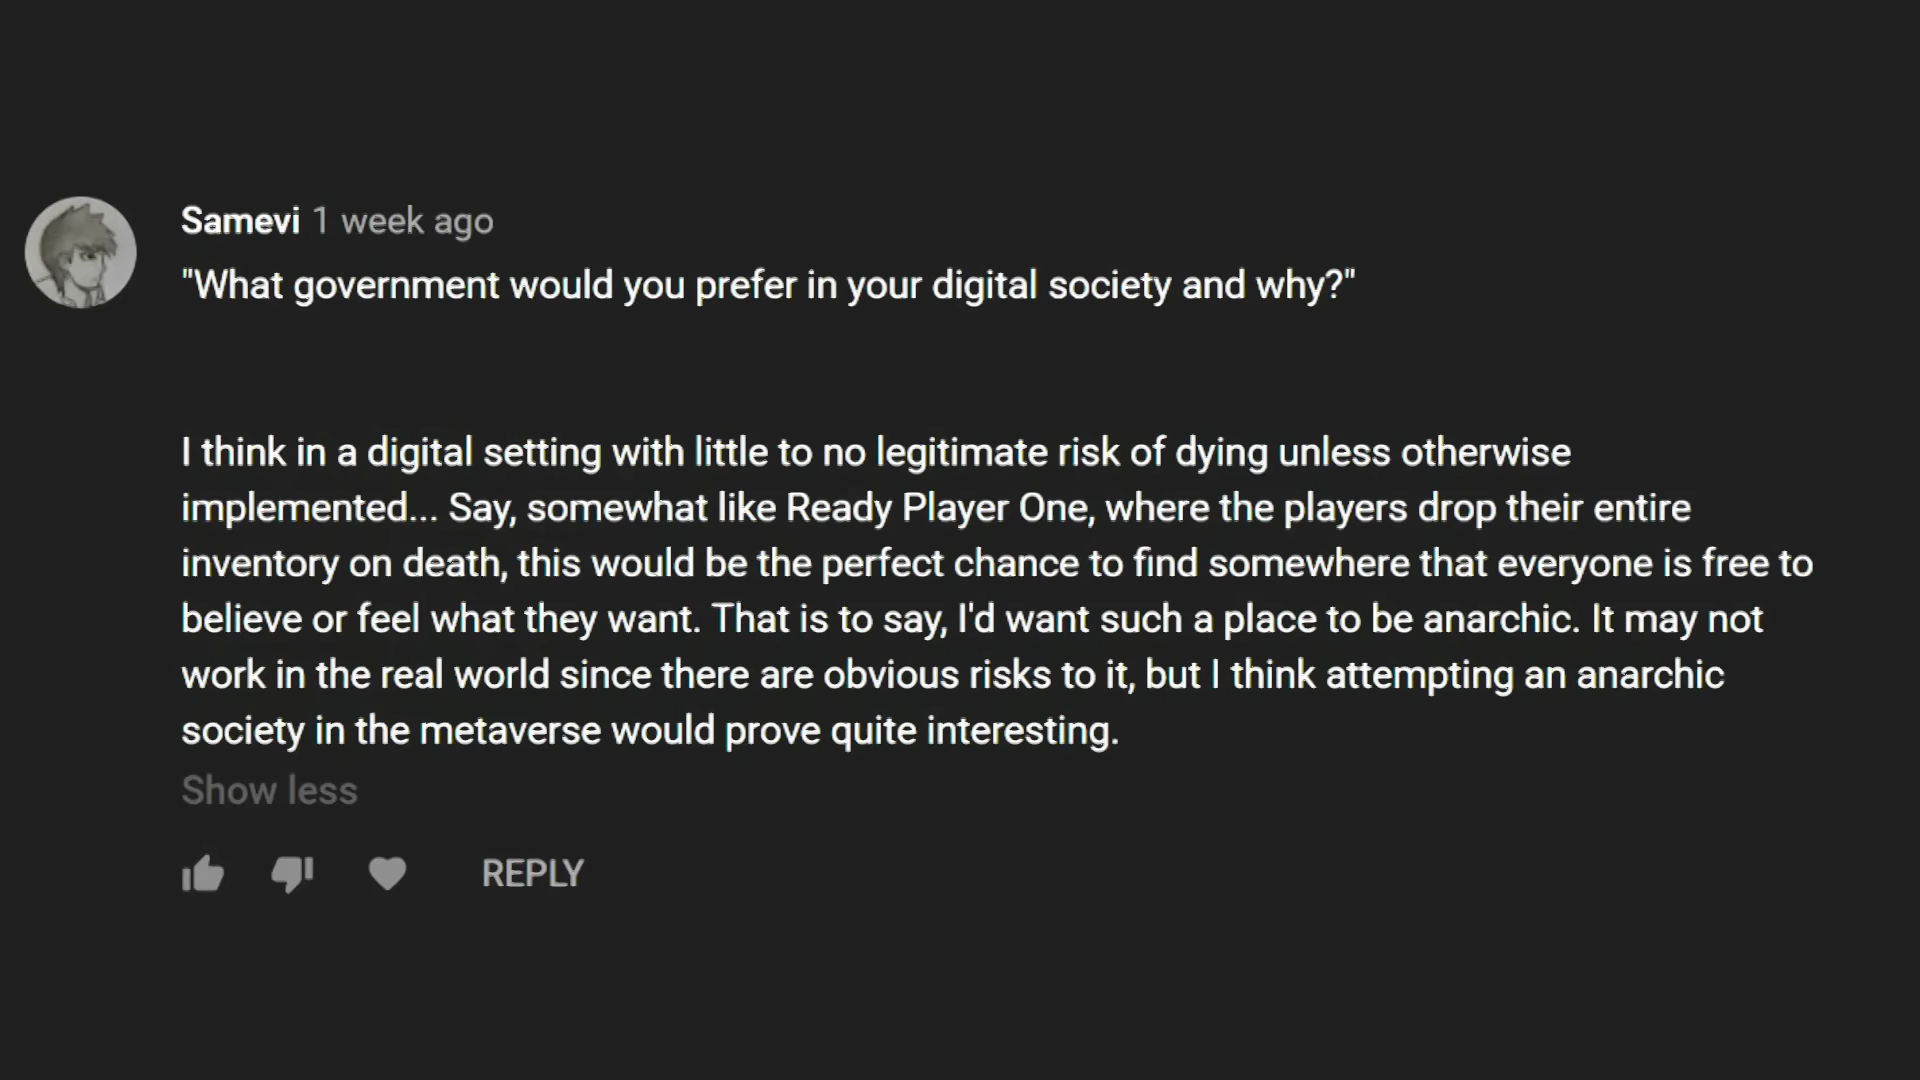 Samevi 1 week ago
"What government would you prefer in your digital society and why?"
I think in a digital setting with little to no legitimate risk of dying unless otherwise
implemented... Say, somewhat like Ready Player One, where the players drop their entire
inventory on death, this would be the perfect chance to find somewhere that everyone is free to
believe or feel what they want. That is to say, I'd want such a place to be anarchic. It may not
work in the real world since there are obvious risks to it, but I think attempting an anarchic
society in the metaverse would prove quite interesting.
Show less
REPLY